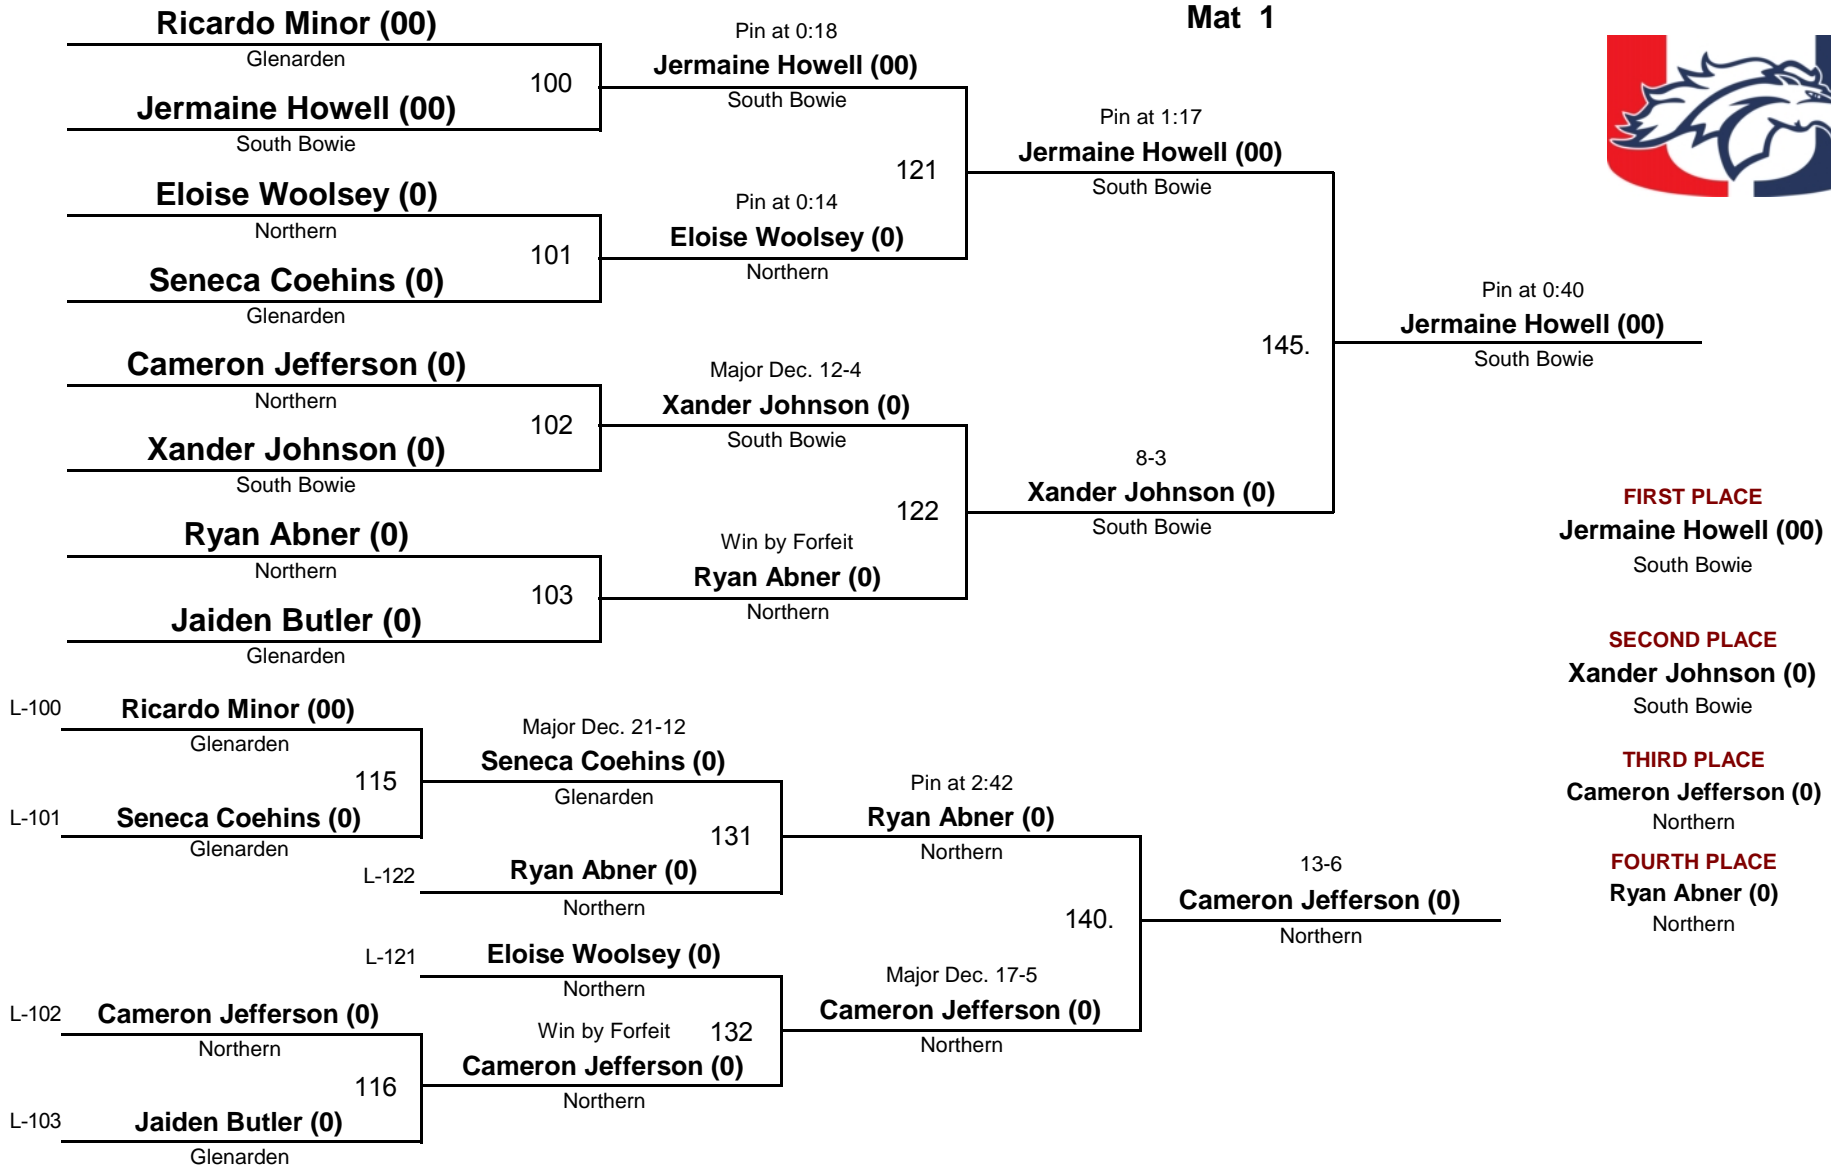 Mat 1
Ricardo Minor (00)
Glenarden
100
Jermaine Howell (00)
South Bowie
Eloise Woolsey (0)
Northern
101
Seneca Coehins (0)
Glenarden
Cameron Jefferson (0)
Northern
102
Xander Johnson (0)
South Bowie
Ryan Abner (0)
Northern
103
Jaiden Butler (0)
Glenarden
Pin at 0:18
Jermaine Howell (00)
South Bowie
121
Pin at 0:14
Eloise Woolsey (0)
Northern
Major Dec. 12-4
Xander Johnson (0)
South Bowie
122
Win by Forfeit
Ryan Abner (0)
Northern
Pin at 1:17
Jermaine Howell (00)
South Bowie
145.
8-3
Xander Johnson (0)
South Bowie
Pin at 0:40
Jermaine Howell (00)
South Bowie
FIRST PLACE
Jermaine Howell (00)
South Bowie
SECOND PLACE
Xander Johnson (0)
South Bowie
THIRD PLACE
Cameron Jefferson (0)
Northern
FOURTH PLACE
Ryan Abner (0)
Northern
L-100
Ricardo Minor (00)
Glenarden
115
L-101
Seneca Coehins (0)
Glenarden
Major Dec. 21-12
Seneca Coehins (0)
Glenarden
131
L-122
Ryan Abner (0)
Northern
L-121
Eloise Woolsey (0)
Northern
132
Win by Forfeit
Cameron Jefferson (0)
Northern
L-102
Cameron Jefferson (0)
Northern
116
L-103
Jaiden Butler (0)
Glenarden
Pin at 2:42
Ryan Abner (0)
Northern
140.
Major Dec. 17-5
Cameron Jefferson (0)
Northern
13-6
Cameron Jefferson (0)
Northern